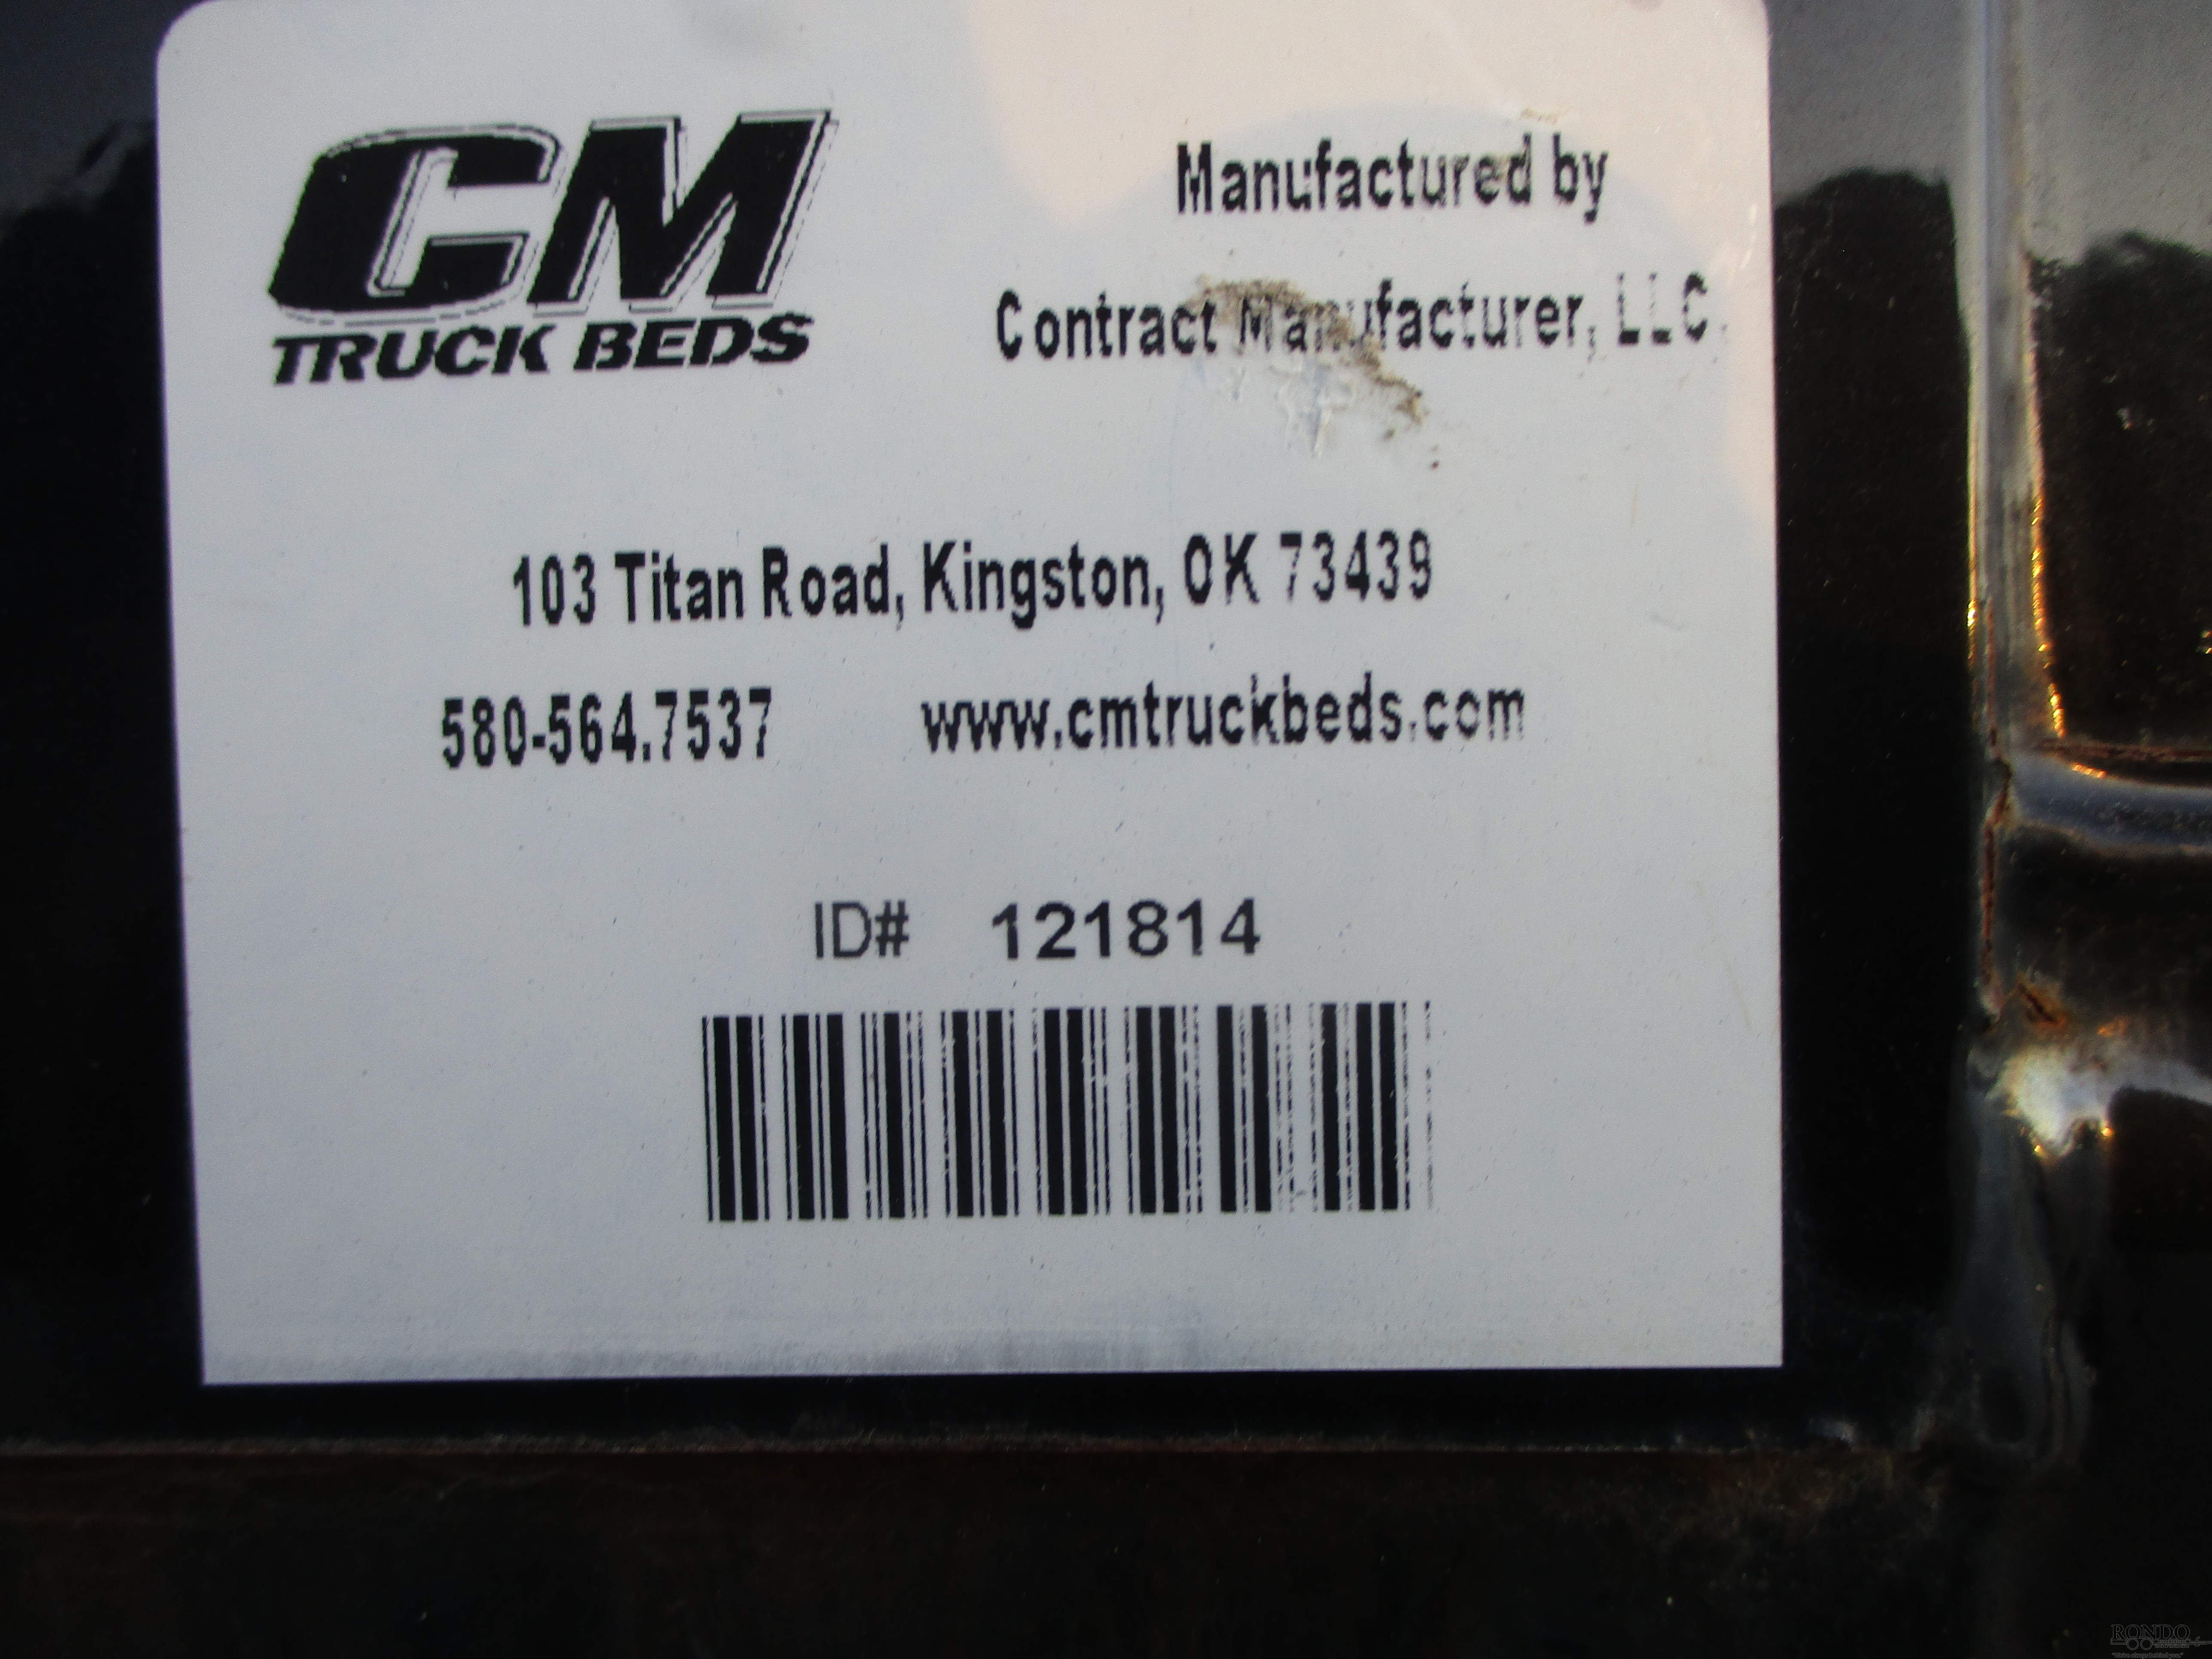 CM
TRUCK BEDS
Manufactured by
Contract Manufacturer, LLC.
103 Titan Road, Kingston, OK 73439
580-564.7537 www.cmtruckbeds.com
ID# 121814
RONDO